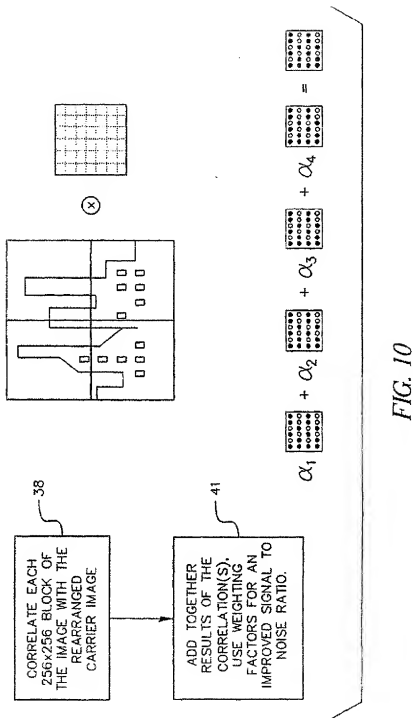 38
CORRELATE EACH
256x256 BLOCK OF
THE IMAGE WITH THE
REARRANGED
CARRIER IMAGE
41
ADD TOGETHER
RESULTS OF THE
CORRELATION(S).
USE WEIGHTING
FACTORS FOR AN
IMPROVED SIGNAL TO
NOISE RATIO.
x
α1 + α2 + α3 + α4 =
FIG. 10